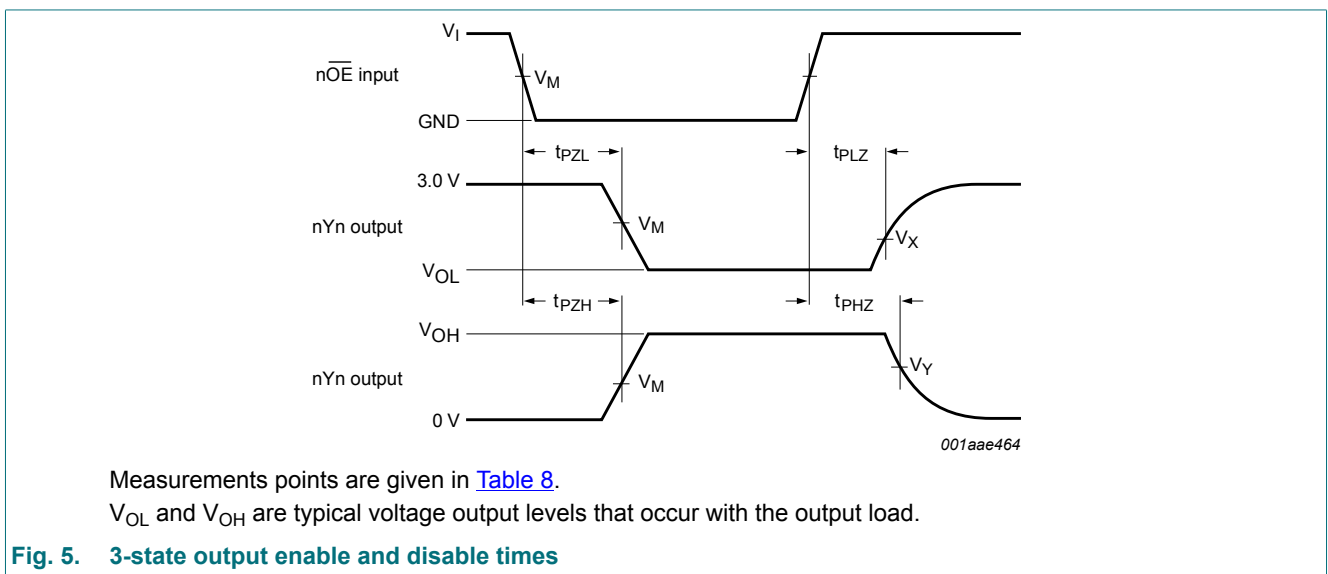 V_I
nOE input
V_M
GND
t_PZL
t_PLZ
3.0 V
nYn output
V_M
V_X
V_OL
t_PZH
t_PHZ
V_OH
nYn output
V_M
V_Y
0 V
001aae464
Measurements points are given in Table 8.
V_OL and V_OH are typical voltage output levels that occur with the output load.
Fig. 5. 3-state output enable and disable times